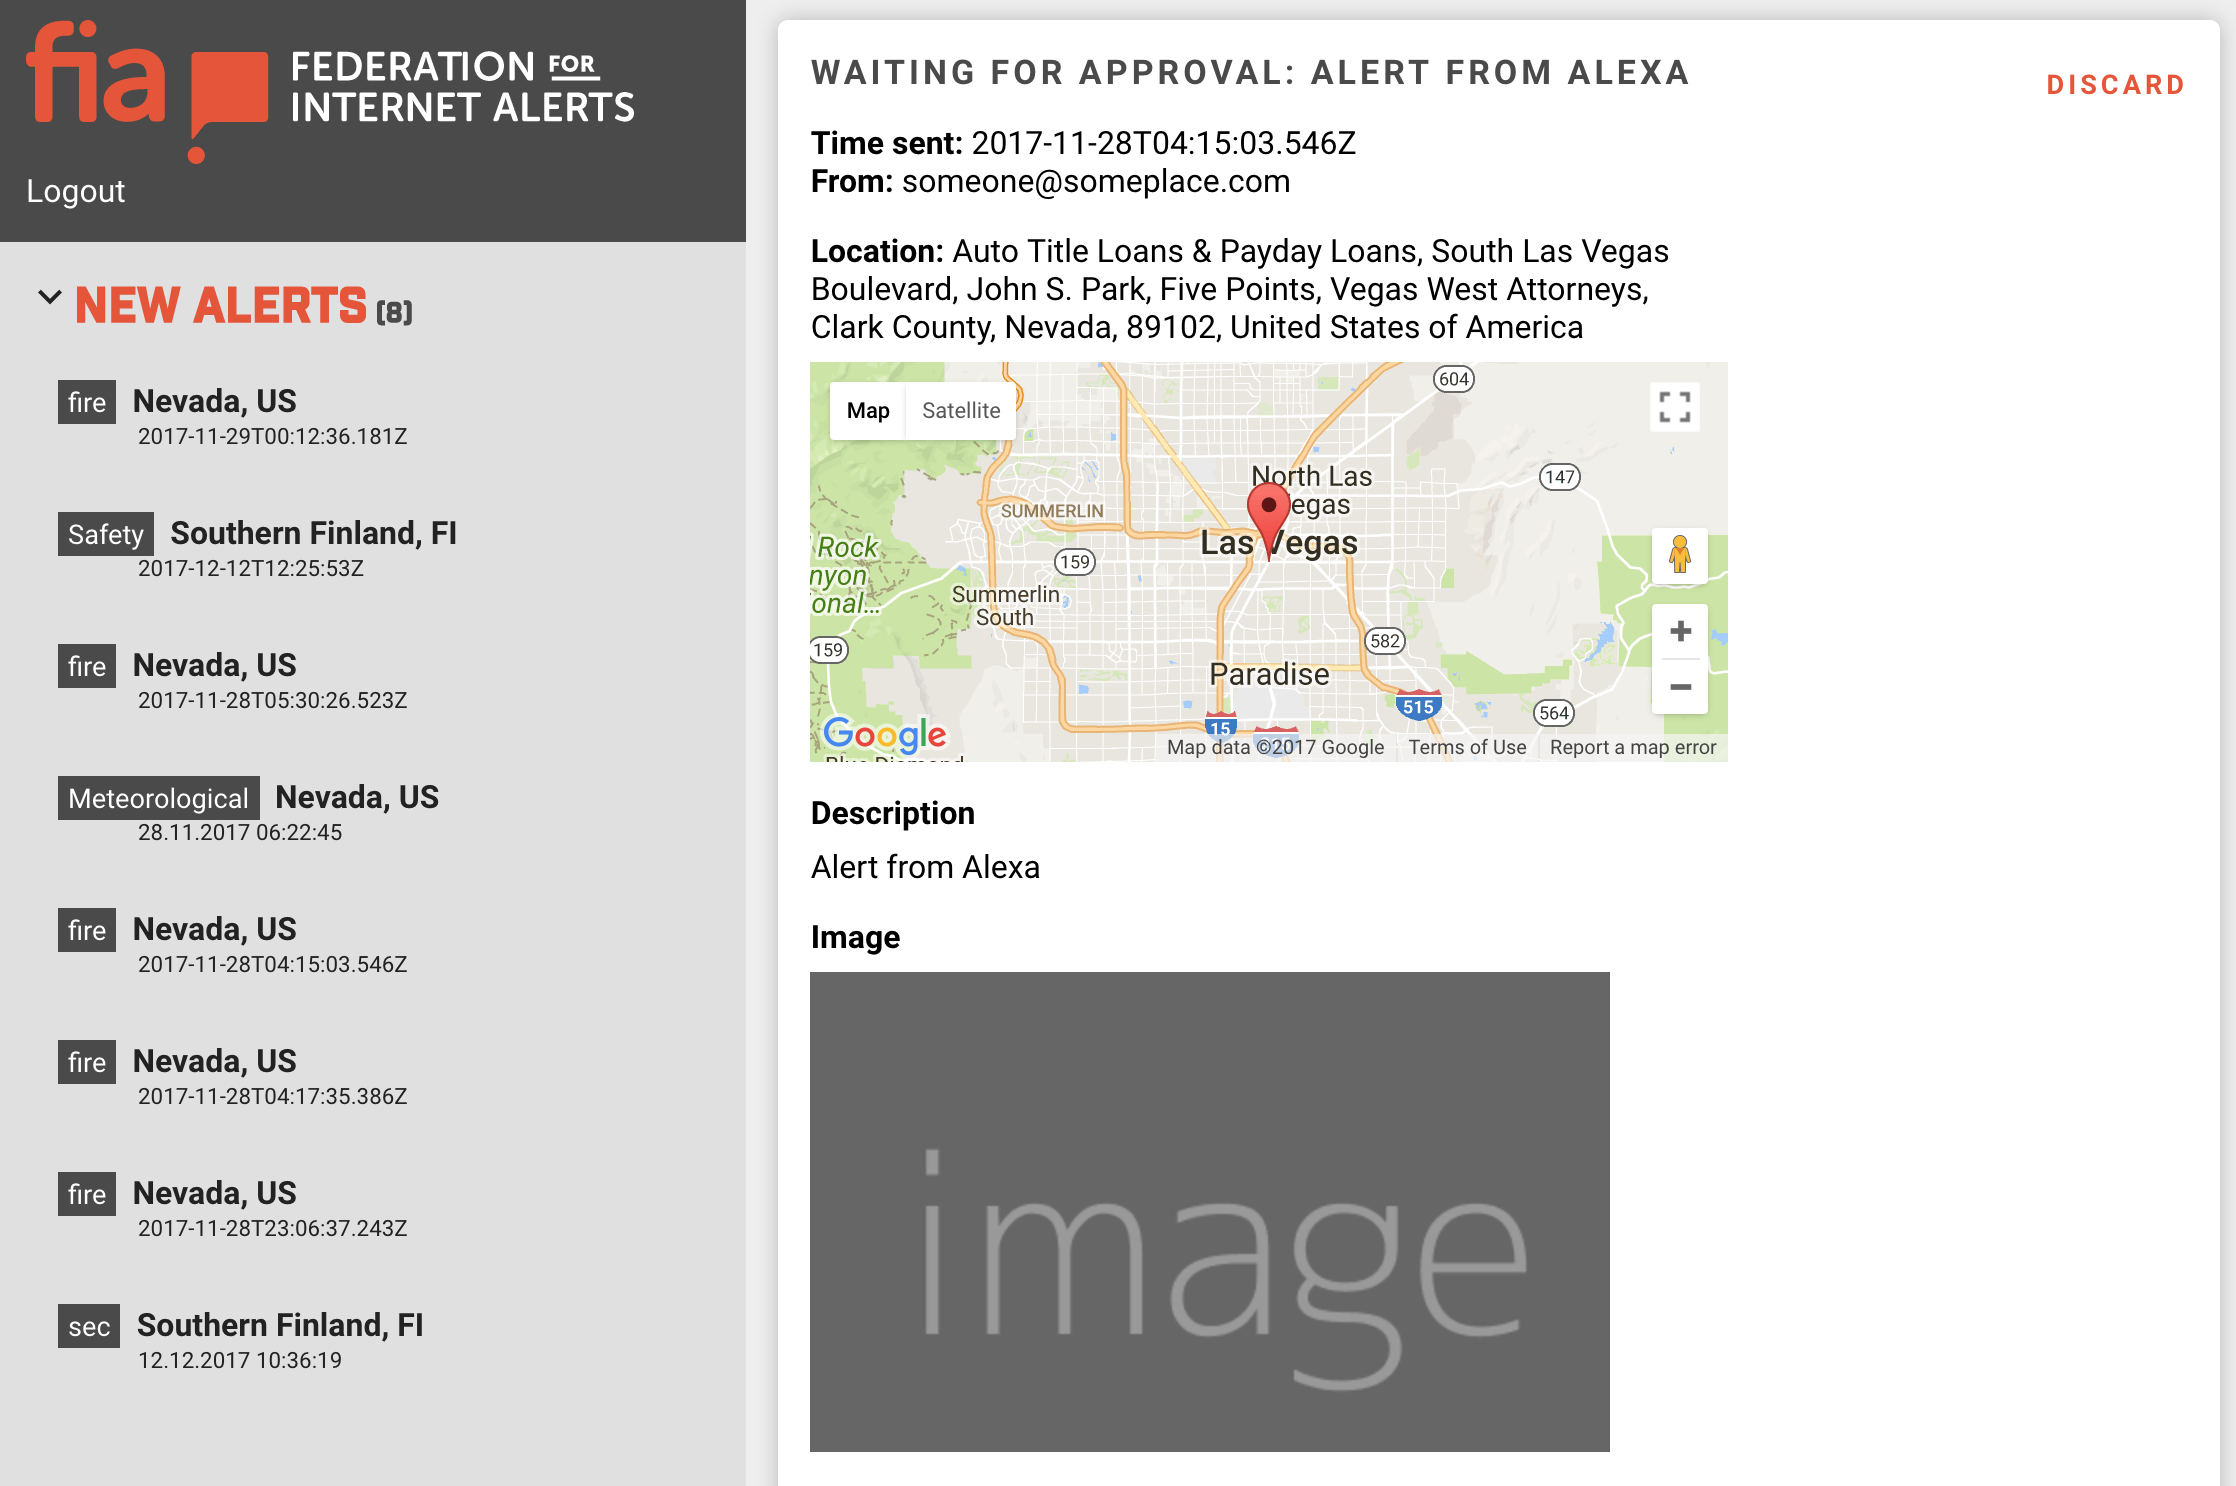 fia
FEDERATION FOR
INTERNET ALERTS
Logout
NEW ALERTS (8)
fire Nevada, US
2017-11-29T00:12:36.181Z
Safety Southern Finland, FI
2017-12-12T12:25:53Z
fire Nevada, US
2017-11-28T05:30:26.523Z
Meteorological Nevada, US
28.11.2017 06:22:45
fire Nevada, US
2017-11-28T04:15:03.546Z
fire Nevada, US
2017-11-28T04:17:35.386Z
fire Nevada, US
2017-11-28T23:06:37.243Z
sec Southern Finland, FI
12.12.2017 10:36:19
WAITING FOR APPROVAL: ALERT FROM ALEXA
DISCARD
Time sent: 2017-11-28T04:15:03.546Z
From: someone@someplace.com
Location: Auto Title Loans & Payday Loans, South Las Vegas
Boulevard, John S. Park, Five Points, Vegas West Attorneys,
Clark County, Nevada, 89102, United States of America
604
Map Satellite
North Las
egas
147
SUMMERLIN
Las Vegas
Rock
nyon
onal...
159
Summerlin
South
159
582
Paradise
515
564
15
Google
Map data ©2017 Google Terms of Use Report a map error
Blue Diamond
Description
Alert from Alexa
Image
image